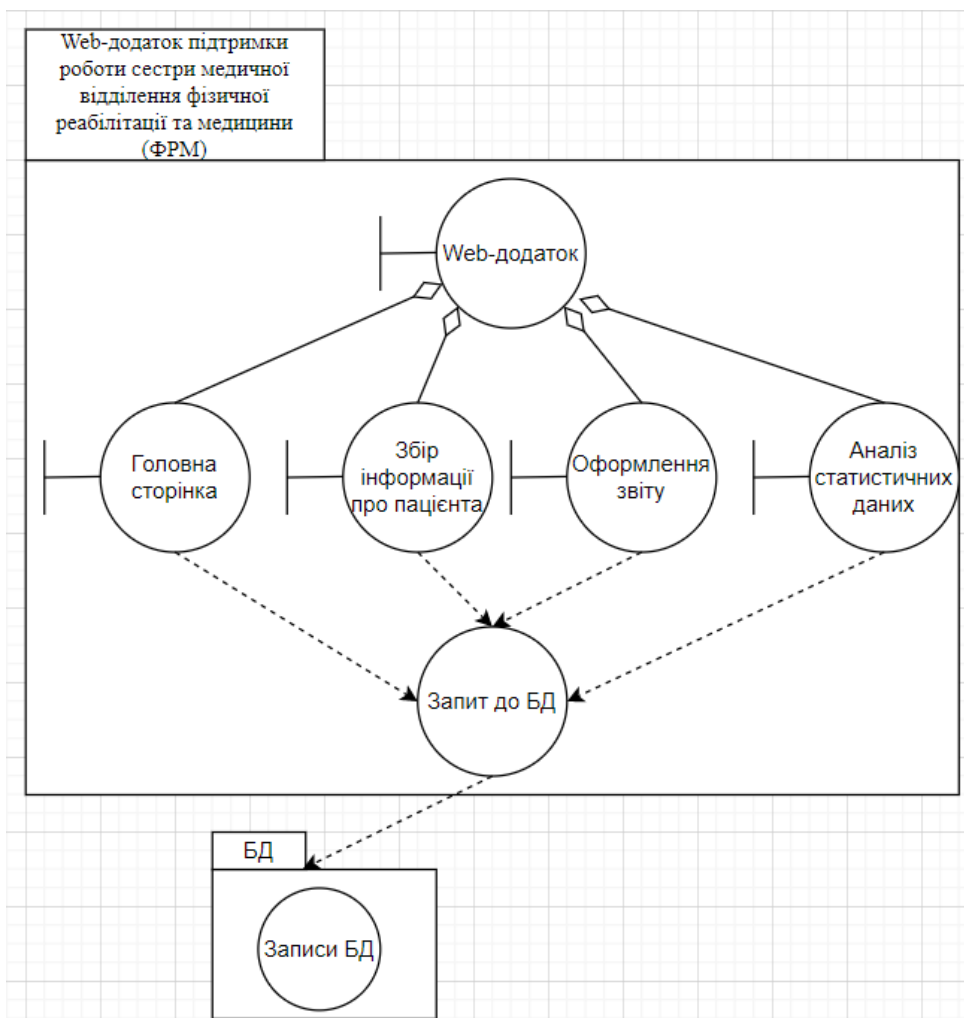 Web-додаток підтримки
роботи сестри медичної
відділення фізичної
реабілітації та медицини
(ФРМ)
Web-додаток
Головна
сторінка
Збір
інформації
про пацієнта
Оформлення
звіту
Аналіз
статистичних
даних
Запит до БД
БД
Записи БД